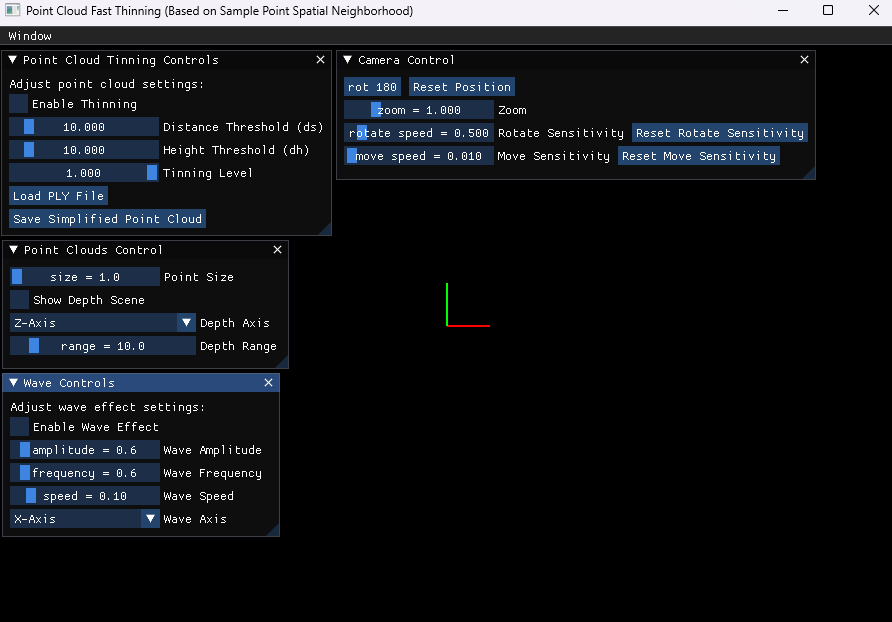 Point Cloud Fast Thinning (Based on Sample Point Spatial Neighborhood)
Window
Point Cloud Tinning Controls
Adjust point cloud settings:
Enable Thinning
10.000 Distance Threshold (ds)
10.000 Height Threshold (dh)
1.000 Tinning Level
Load PLY File
Save Simplified Point Cloud
Camera Control
rot 180 Reset Position
zoom = 1.000 Zoom
rotate speed = 0.500 Rotate Sensitivity Reset Rotate Sensitivity
move speed = 0.010 Move Sensitivity Reset Move Sensitivity
Point Clouds Control
size = 1.0 Point Size
Show Depth Scene
Z-Axis Depth Axis
range = 10.0 Depth Range
Wave Controls
Adjust wave effect settings:
Enable Wave Effect
amplitude = 0.6 Wave Amplitude
frequency = 0.6 Wave Frequency
speed = 0.10 Wave Speed
X-Axis Wave Axis